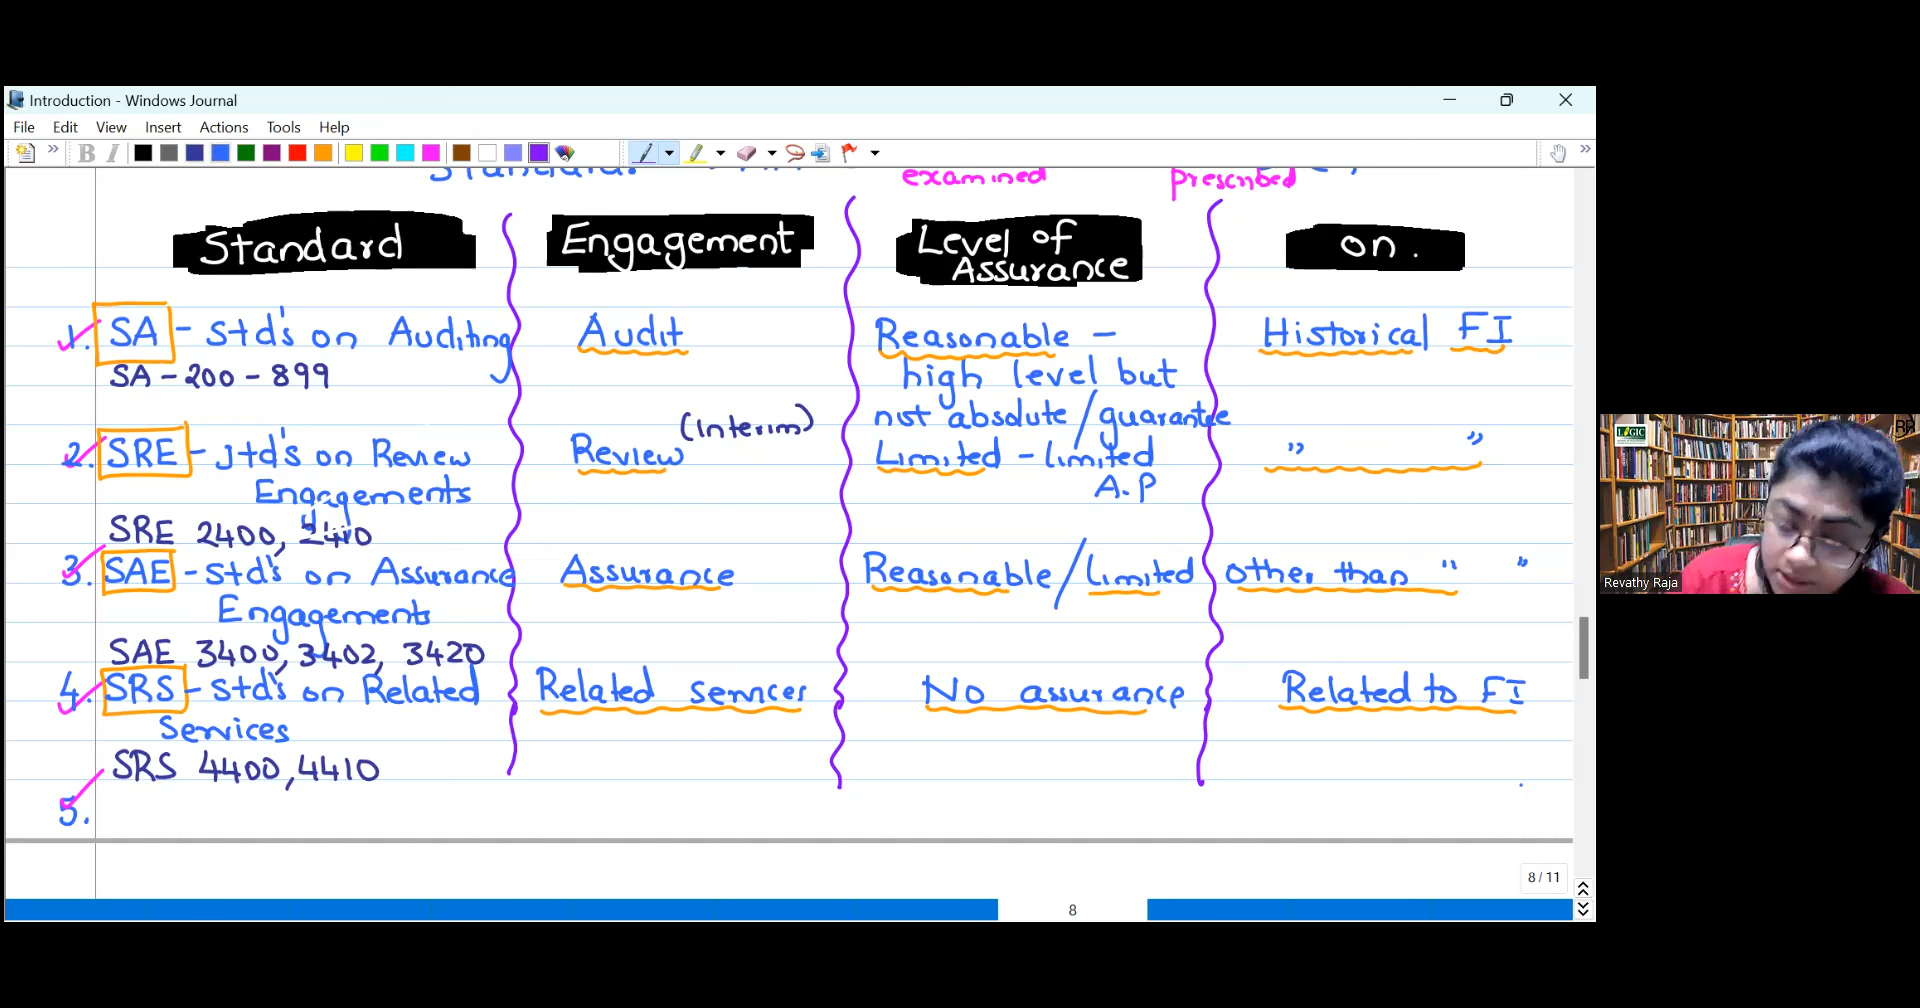 Introduction - Windows Journal
File Edit View Insert Actions Tools Help
B I
examined prescribed
Standard Engagement Level of Assurance on.
1. SA - Std's on Auditing Audit Reasonable - Historical FI
SA - 200 - 899 high level but
not absolute / guarantee
(Interim)
2. SRE - Std's on Review Review Limited - limited " "
Engagements A.P
SRE 2400, 2410
3. SAE - Std's on Assurance Assurance Reasonable / Limited other than " "
Engagements
SAE 3400, 3402, 3420
4. SRS - Std's on Related Related services No assurance Related to FI
Services
SRS 4400, 4410
5.
8 / 11
8
LOGIC
BR
Revathy Raja